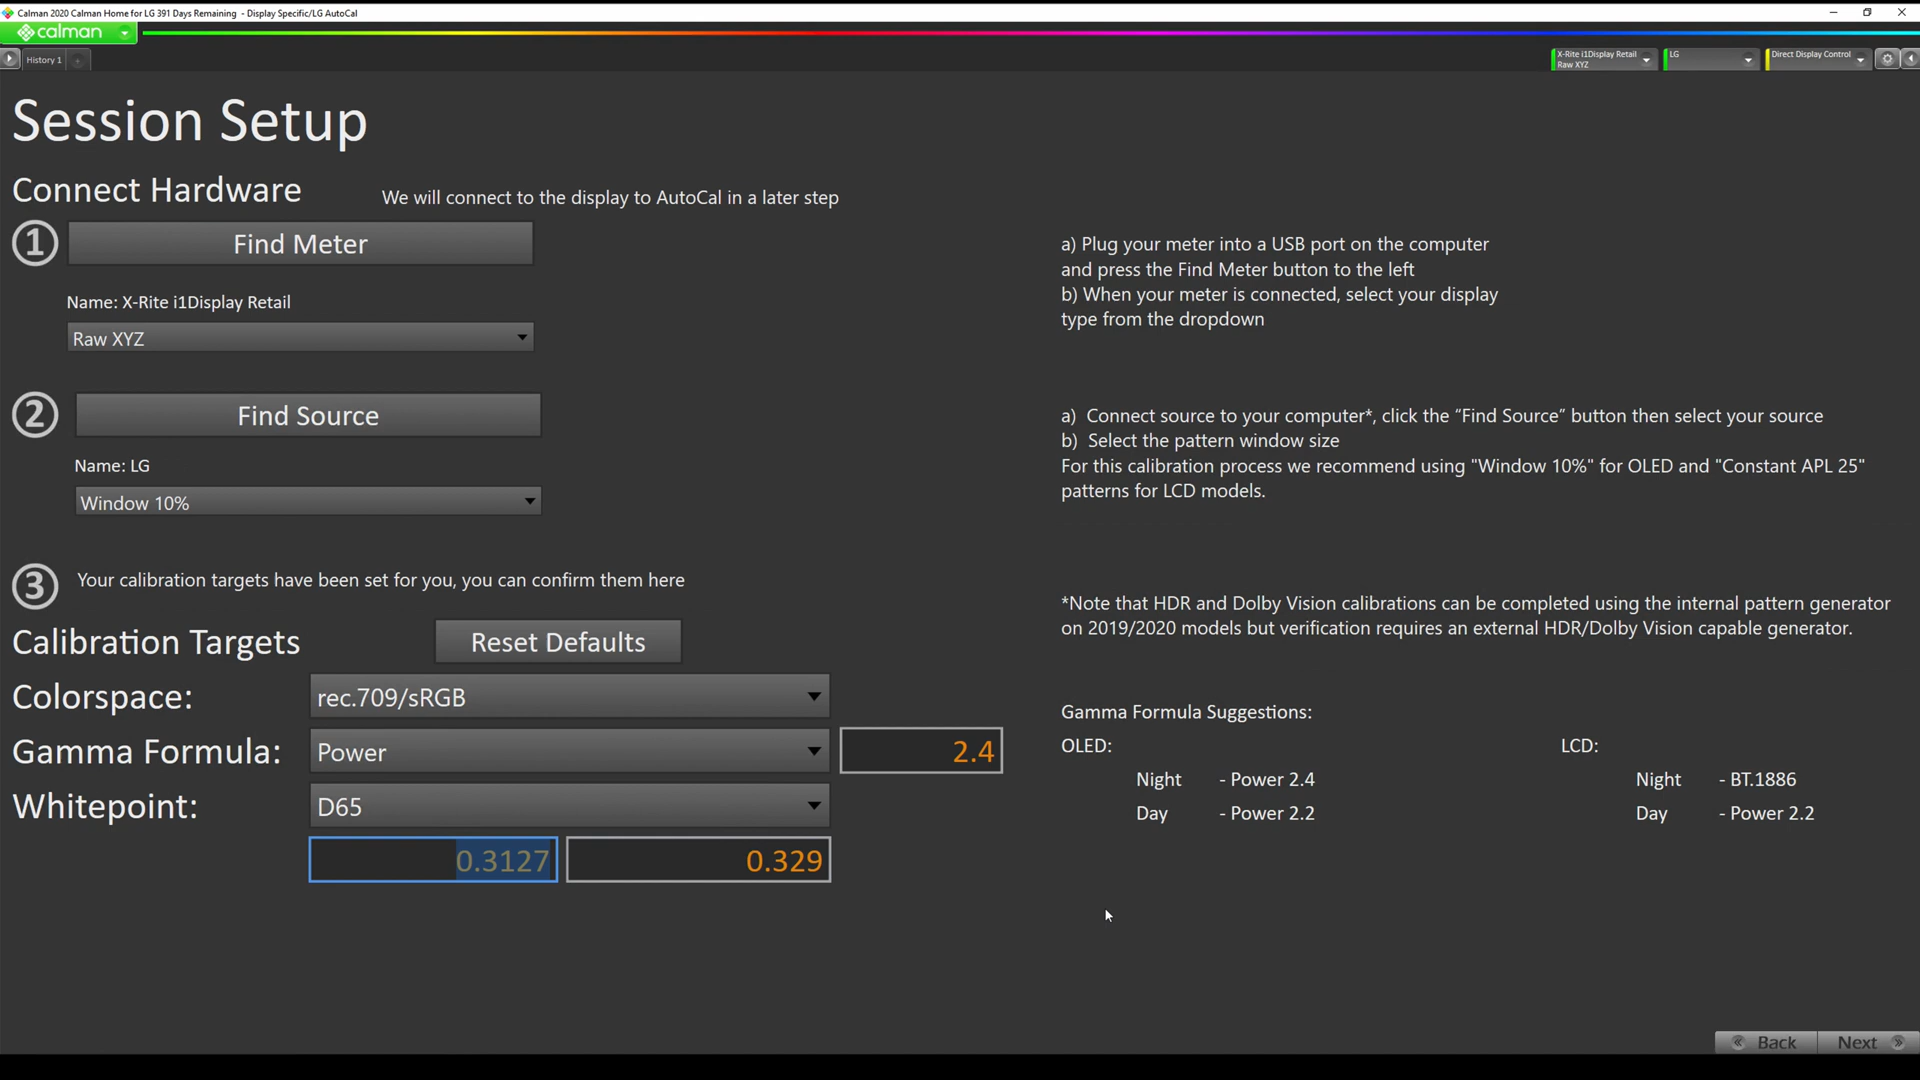 Calman 2020 Calman Home for LG 391 Days Remaining - Display Specific/LG AutoCal
calman
History 1
X-Rite i1Display Retail
Raw XYZ
LG
Direct Display Control
Session Setup
Connect Hardware
We will connect to the display to AutoCal in a later step
1
Find Meter
Name: X-Rite i1Display Retail
Raw XYZ
a) Plug your meter into a USB port on the computer
and press the Find Meter button to the left
b) When your meter is connected, select your display
type from the dropdown
2
Find Source
Name: LG
Window 10%
a) Connect source to your computer*, click the “Find Source” button then select your source
b) Select the pattern window size
For this calibration process we recommend using "Window 10%" for OLED and "Constant APL 25"
patterns for LCD models.
3
Your calibration targets have been set for you, you can confirm them here
*Note that HDR and Dolby Vision calibrations can be completed using the internal pattern generator
on 2019/2020 models but verification requires an external HDR/Dolby Vision capable generator.
Calibration Targets
Reset Defaults
Colorspace:
rec.709/sRGB
Gamma Formula:
Power
2.4
Whitepoint:
D65
0.3127
0.329
Gamma Formula Suggestions:
OLED:
Night - Power 2.4
Day - Power 2.2
LCD:
Night - BT.1886
Day - Power 2.2
Back
Next